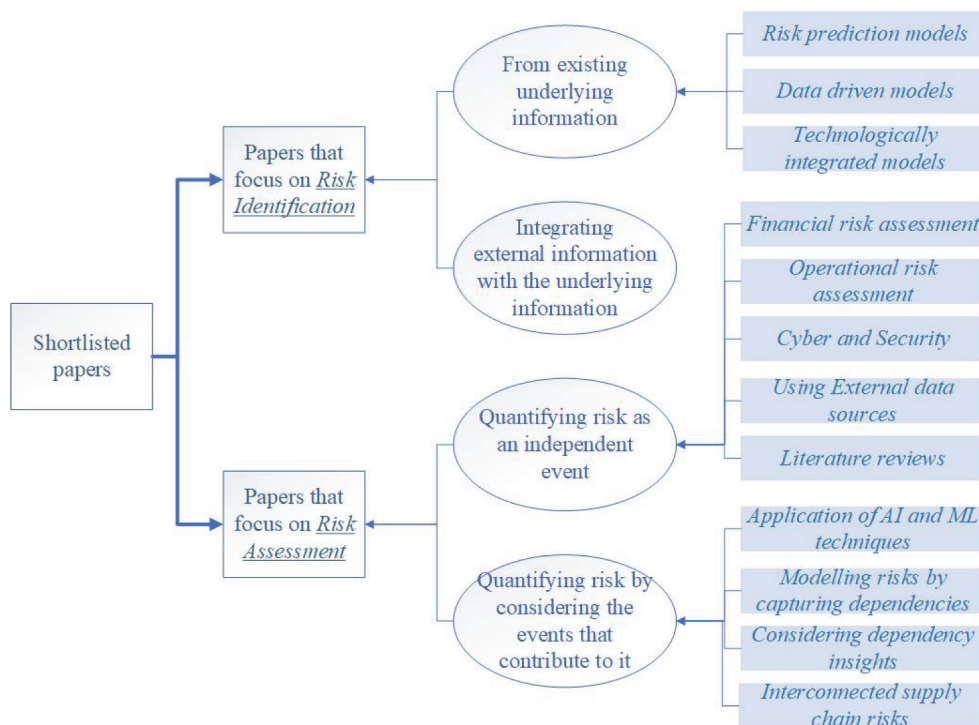 Shortlisted
papers
Papers that
focus on Risk
Identification
Papers that
focus on Risk
Assessment
From existing
underlying
information
Integrating
external information
with the underlying
information
Quantifying risk as
an independent
event
Quantifying risk by
considering the
events that
contribute to it
Risk prediction models
Data driven models
Technologically
integrated models
Financial risk assessment
Operational risk
assessment
Cyber and Security
Using External data
sources
Literature reviews
Application of AI and ML
techniques
Modelling risks by
capturing dependencies
Considering dependency
insights
Interconnected supply
chain risks